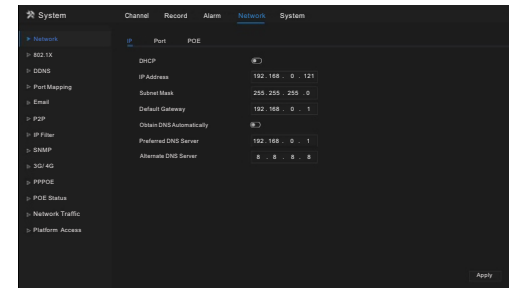 System
Channel Record Alarm Network System
Network
802.1X
DDNS
Port Mapping
Email
P2P
IP Filter
SNMP
3G/ 4G
PPPOE
POE Status
Network Traffic
Platform Access
IP Port POE
DHCP
IP Address 192.168 . 0 . 121
Subnet Mask 255.255 . 255 .0
Default Gateway 192.168 . 0 . 1
Obtain DNS Automatically
Preferred DNS Server 192.168 . 0 . 1
Alternate DNS Server 8 . 8 . 8 . 8
Apply